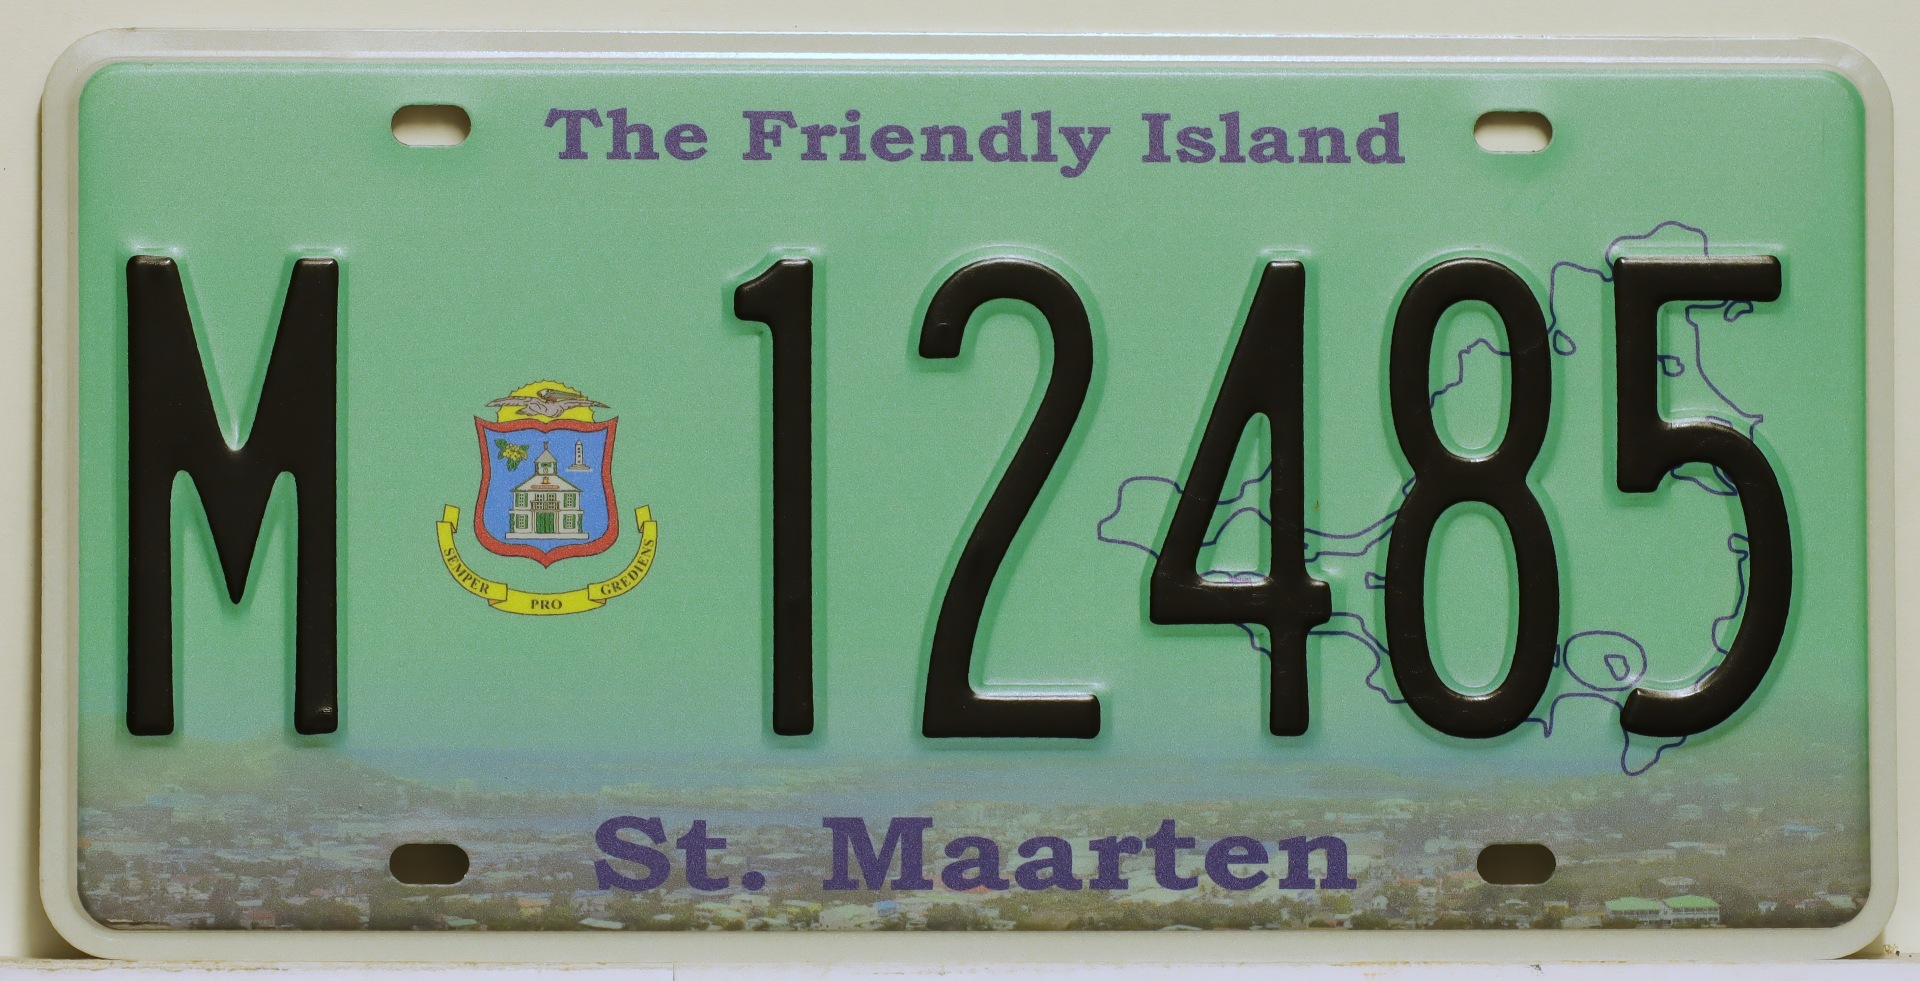 The Friendly Island
M 12485
SEMPER PRO GREDIENS
St. Maarten